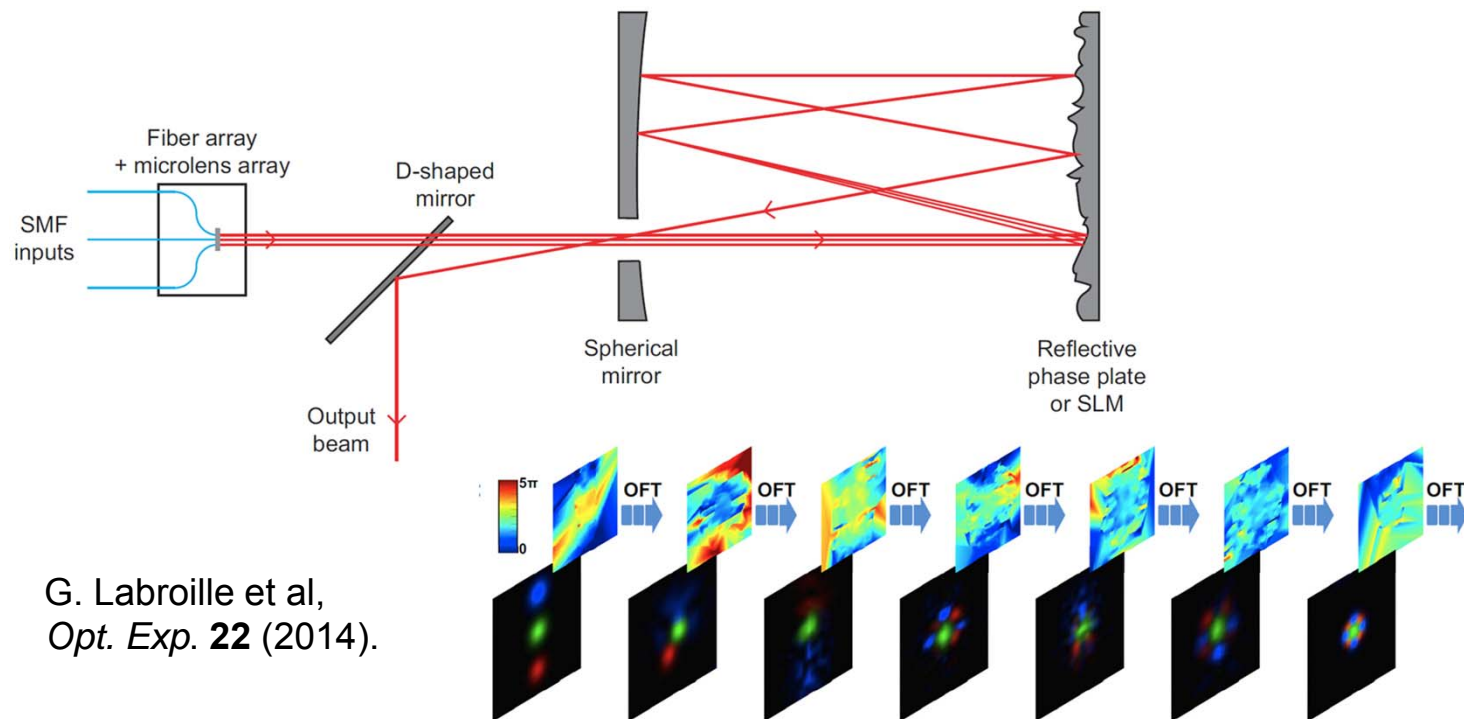 Fiber array
+ microlens array
SMF
inputs
D-shaped
mirror
Output
beam
Spherical
mirror
Reflective
phase plate
or SLM
5π
0
OFT
OFT
OFT
OFT
OFT
OFT
OFT
G. Labroille et al,
Opt. Exp. 22 (2014).